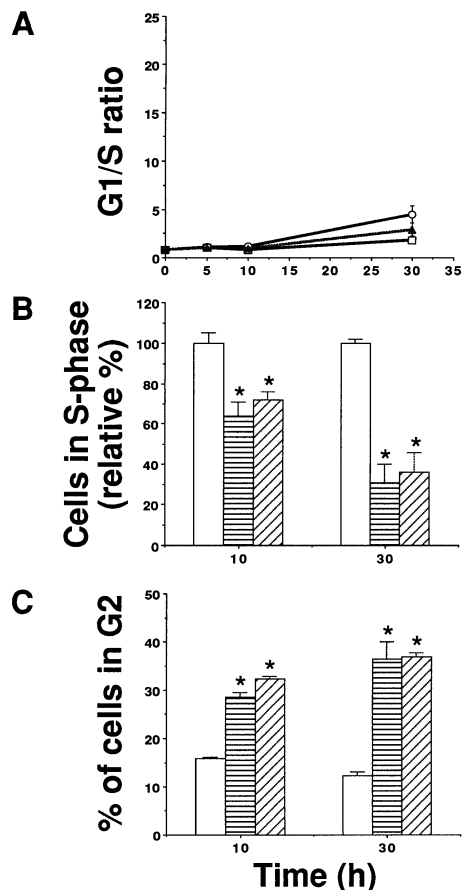 A
G1/S ratio
25
20
15
10
5
0
0 5 10 15 20 25 30 35
B
Cells in S-phase
(relative %)
120
100
80
60
40
20
0
* *
* *
10 30
C
% of cells in G2
50
40
30
20
10
0
* *
* *
10 30
Time (h)